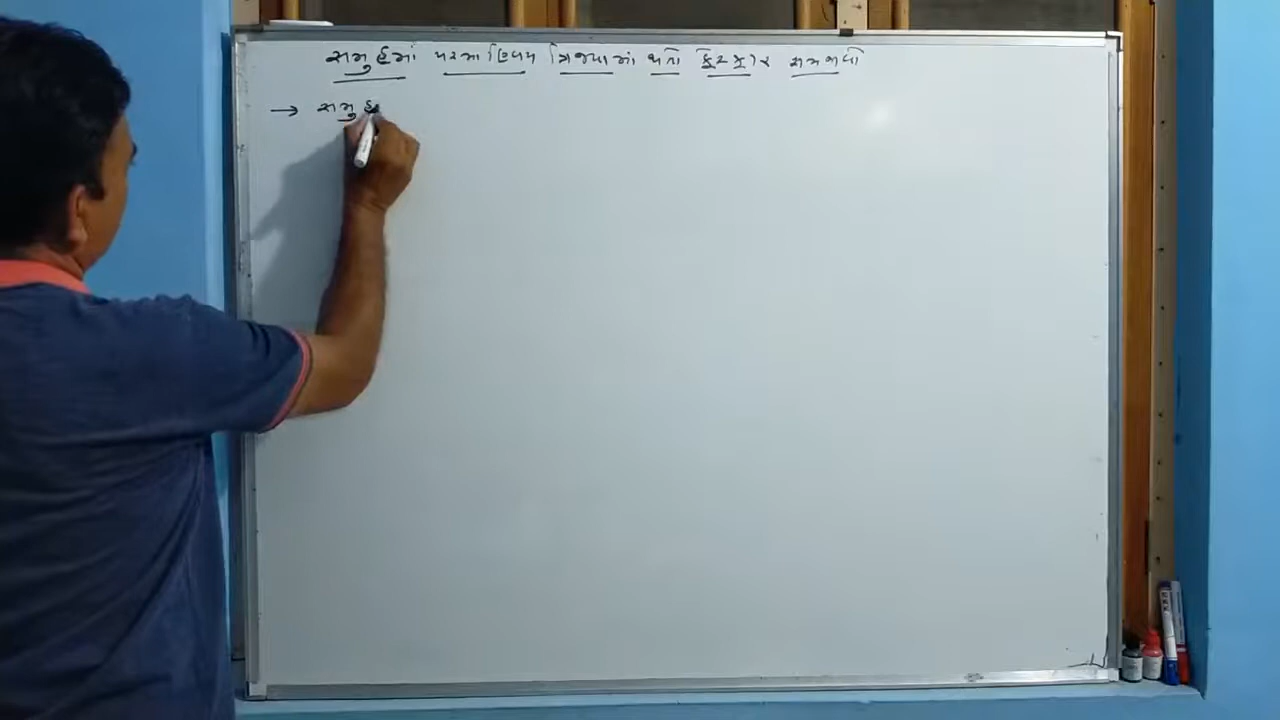 સમુહમાં પરમાણ્વિય ત્રિજ્યામાં થતો ફેરફાર સમજાવો
→ સમુહ